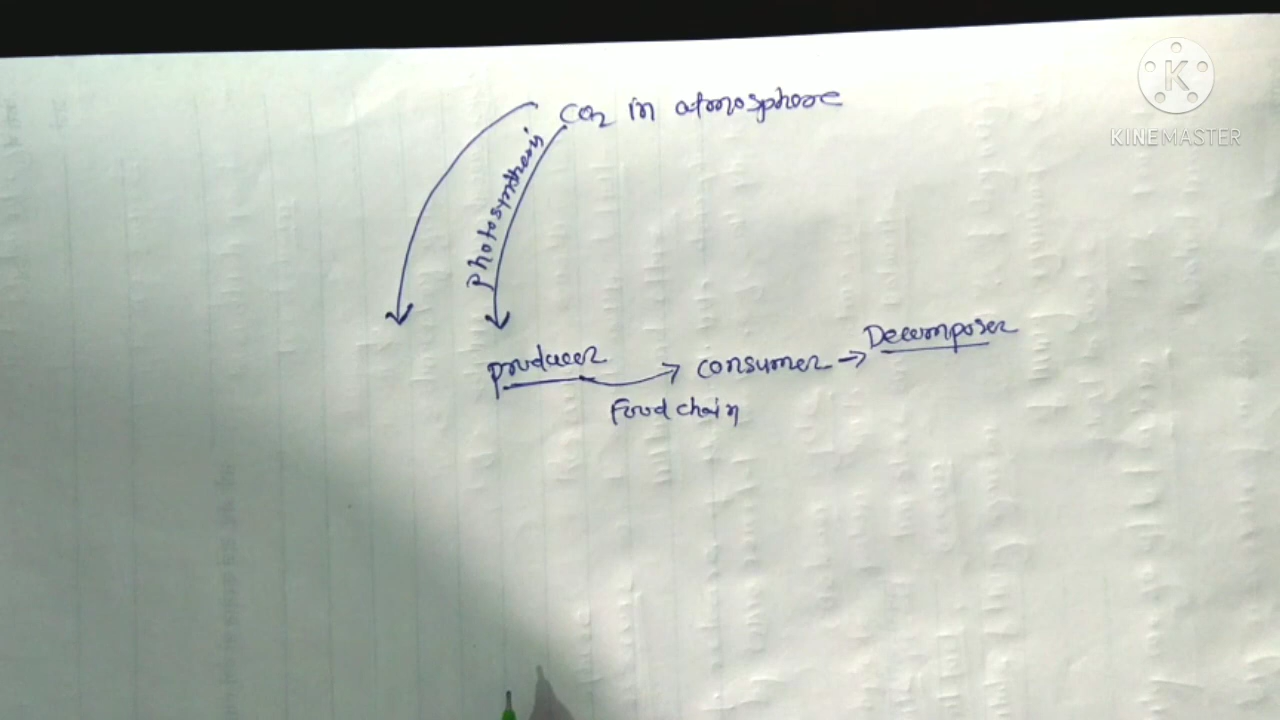 CO2 in atmosphere
Photosynthesis
producer
consumer
Decomposer
Food chain
KINEMASTER